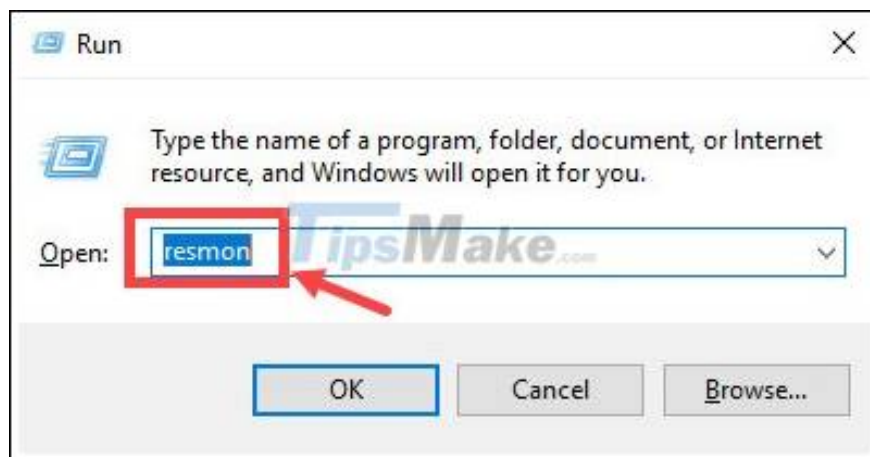 Run
Type the name of a program, folder, document, or Internet
resource, and Windows will open it for you.
Open: resmon
TipsMake.com
OK Cancel Browse...